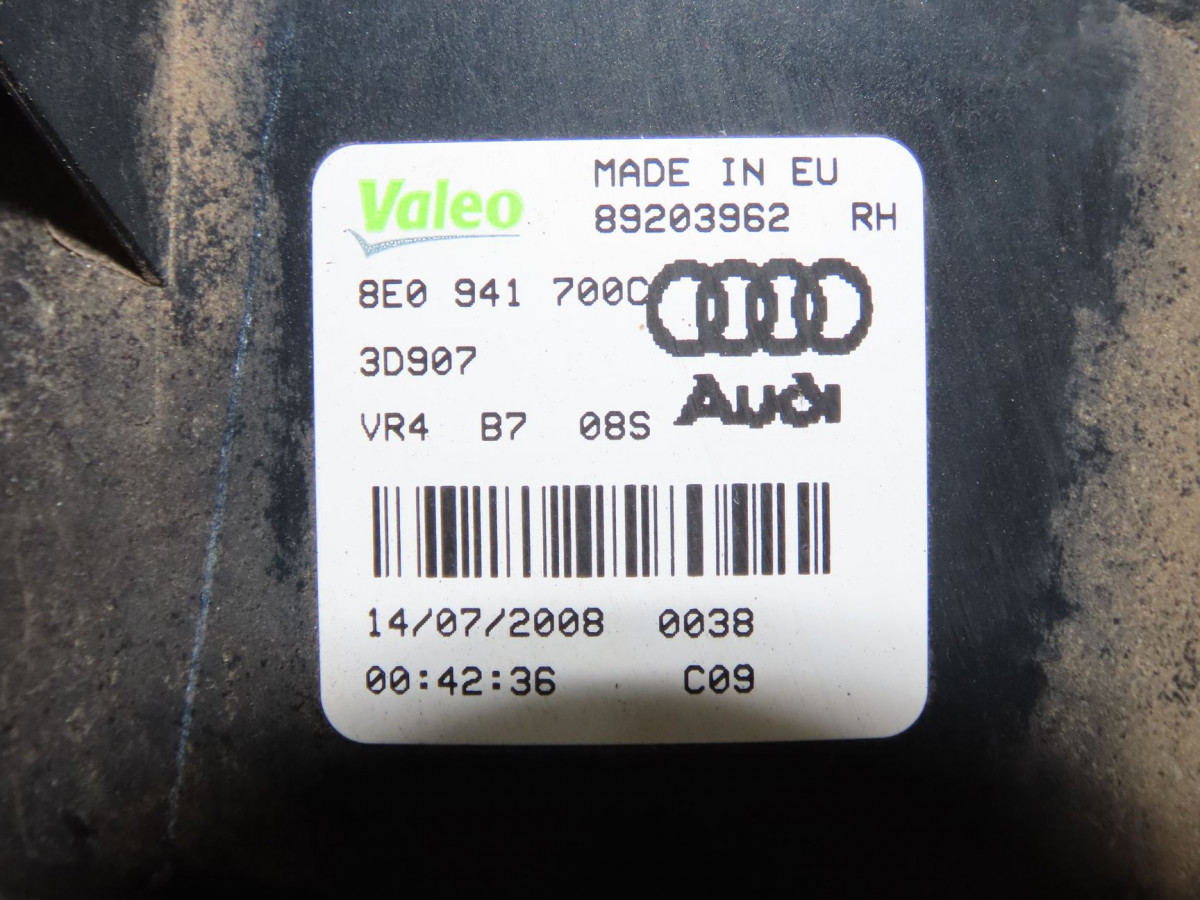 Valeo
MADE IN EU
89203962 RH
8E0 941 700C
3D907
Audi
VR4 B7 08S
14/07/2008 0038
00:42:36 C09